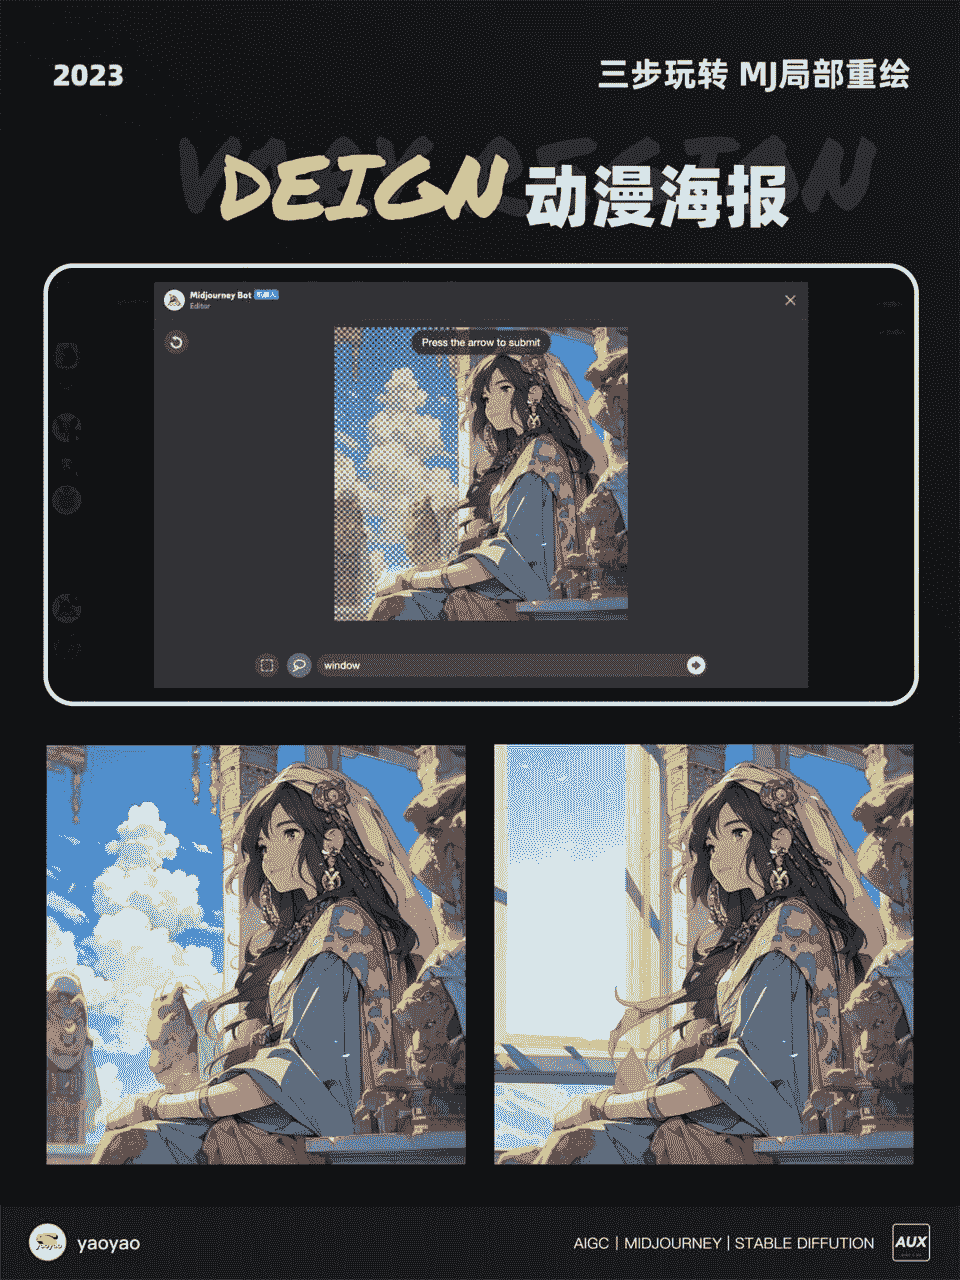 2023
三步玩转 MJ局部重绘
DEIGN 动漫海报
Midjourney Bot 机器人
Editor
Press the arrow to submit
window
yaoyao
AIGC | MIDJOURNEY | STABLE DIFFUTION
AUX